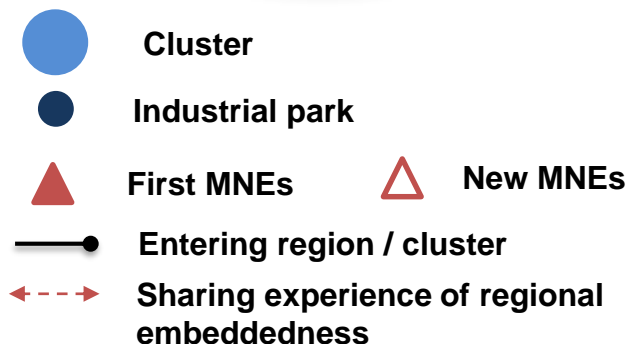 Cluster
Industrial park
First MNEs New MNEs
Entering region / cluster
Sharing experience of regional
embeddedness